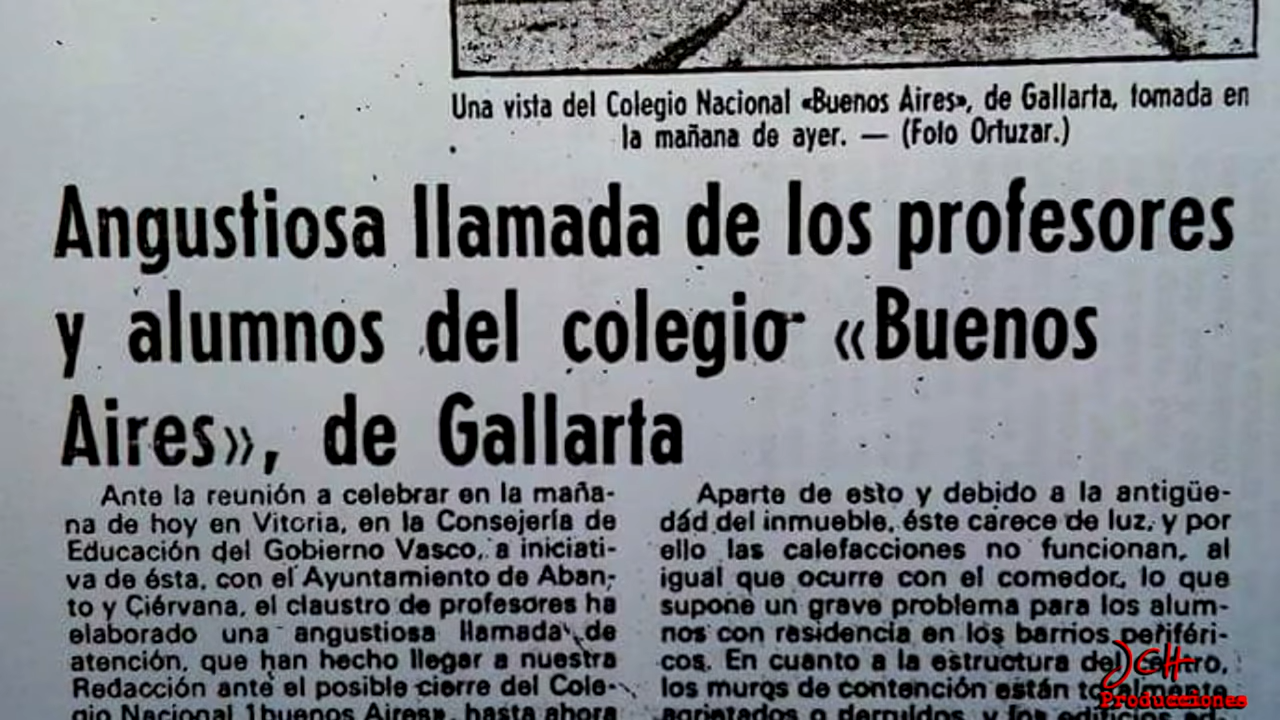 Una vista del Colegio Nacional «Buenos Aires», de Gallarta, tomada en
la mañana de ayer. — (Foto Ortuzar.)
Angustiosa llamada de los profesores
y alumnos del colegio «Buenos
Aires», de Gallarta
Ante la reunión a celebrar en la maña-
na de hoy en Vitoria, en la Consejería de
Educación del Gobierno Vasco, a iniciati-
va de ésta, con el Ayuntamiento de Aban-
to y Ciérvana, el claustro de profesores ha
elaborado una angustiosa llamada de
atención, que han hecho llegar a nuestra
Redacción ante el posible cierre del Cole-
gio Nacional Buenos Aires», hasta ahora
Aparte de esto y debido a la antigüe-
dád del inmueble, éste carece de luz, y por
ello las calefacciones no funcionan, al
igual que ocurre con el comedor, lo que
supone un grave problema para los alum-
nos con residencia en los barrios periféri-
cos. En cuanto a la estructura del centro,
los muros de contención están totalmente
agrietados o derruidos, y los
JCH
Producciones